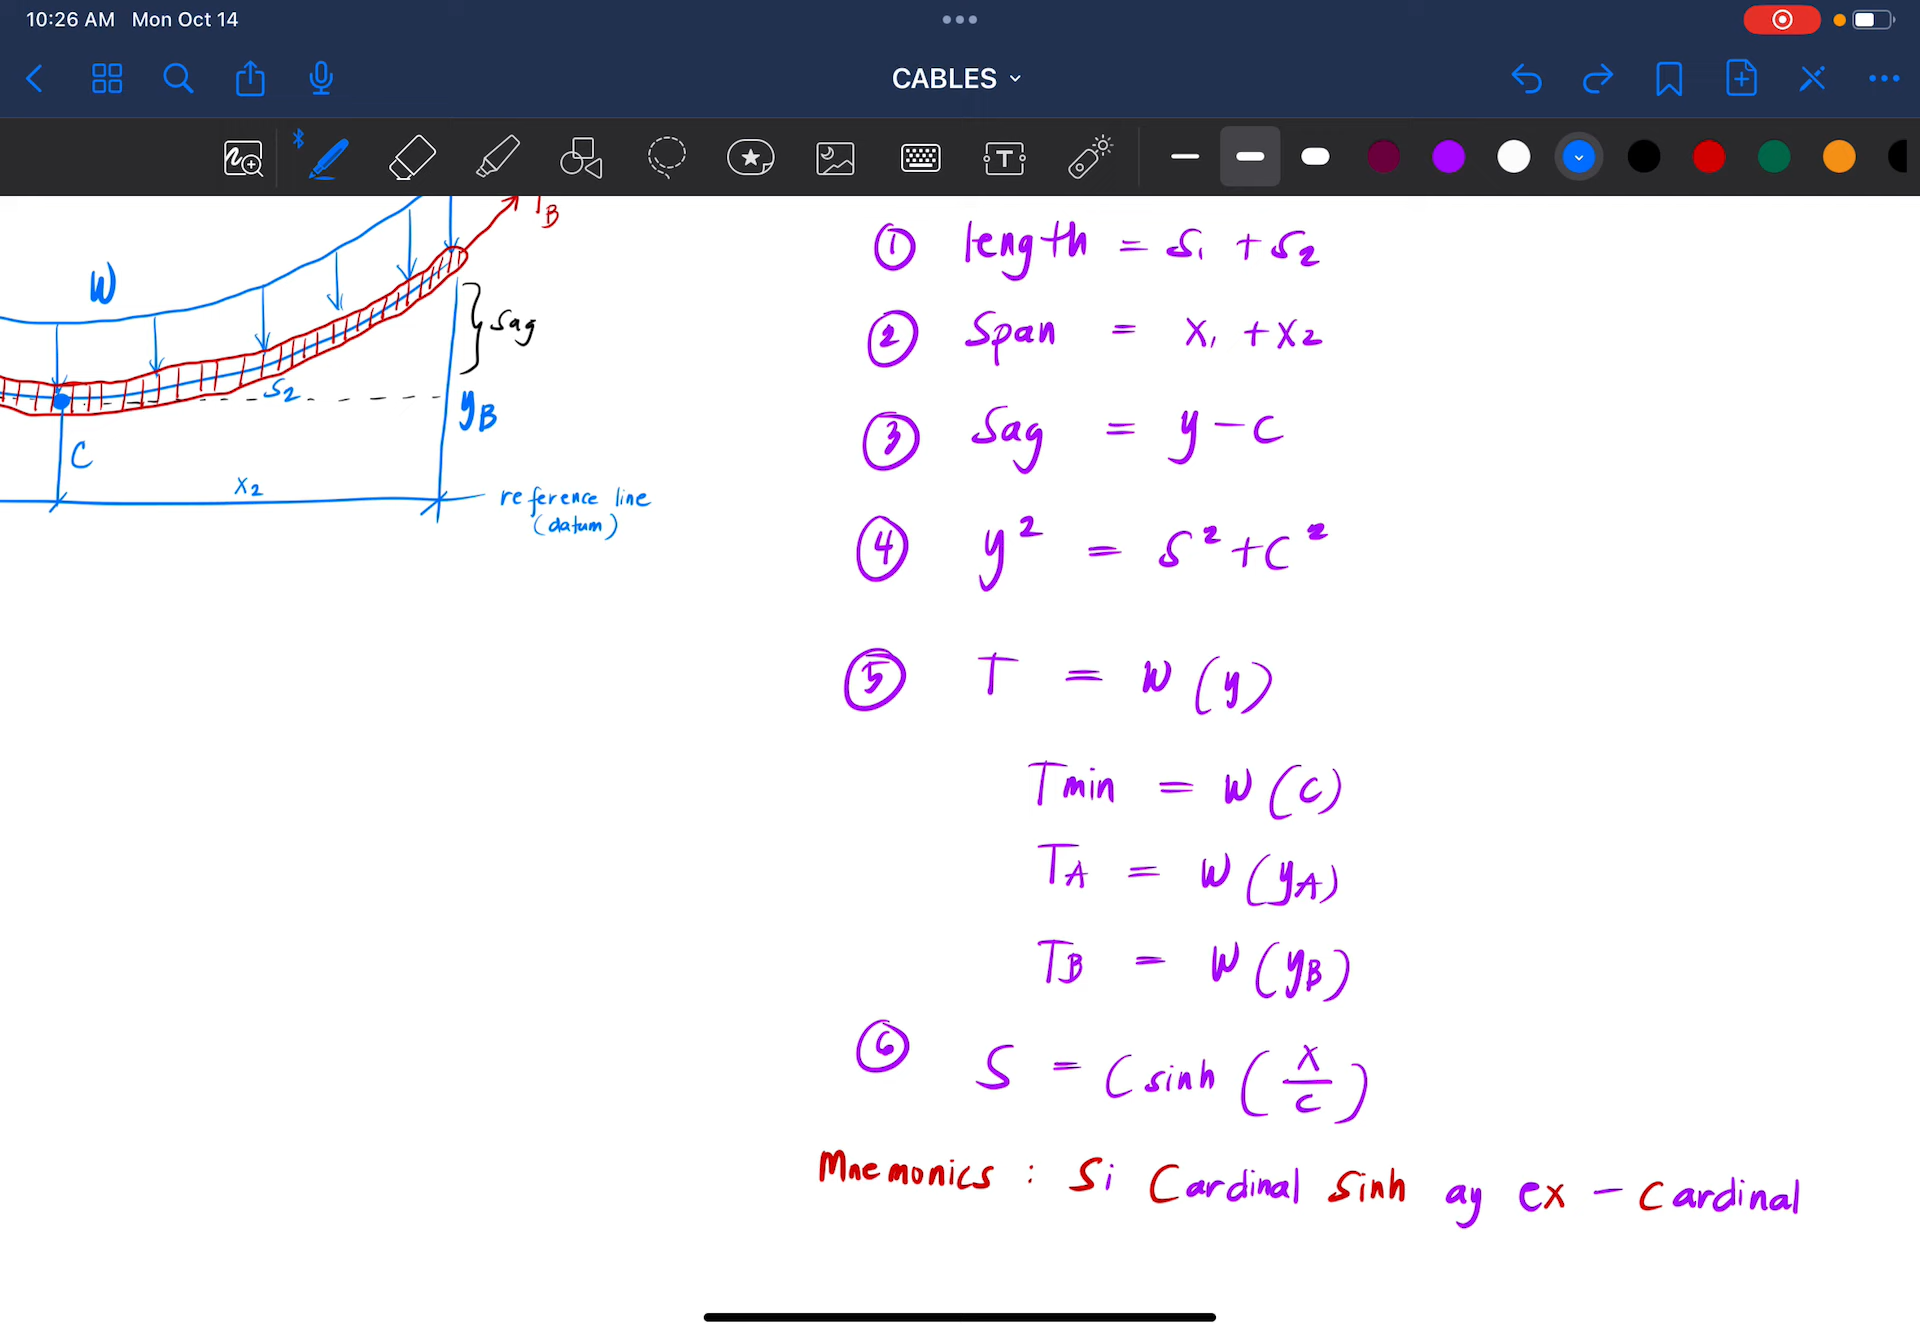 10:26 AM Mon Oct 14
CABLES
T
TB
W
Sag
S2
yB
C
X2
reference line
(datum)
① length = S1 + S2
② Span = X1 + X2
③ Sag = y - C
④ y² = S² + C²
⑤ T = W (y)
Tmin = W (C)
TA = W (yA)
TB = W (yB)
⑥ S = C sinh (X/C)
Mnemonics : Si Cardinal Sinh ay ex - Cardinal